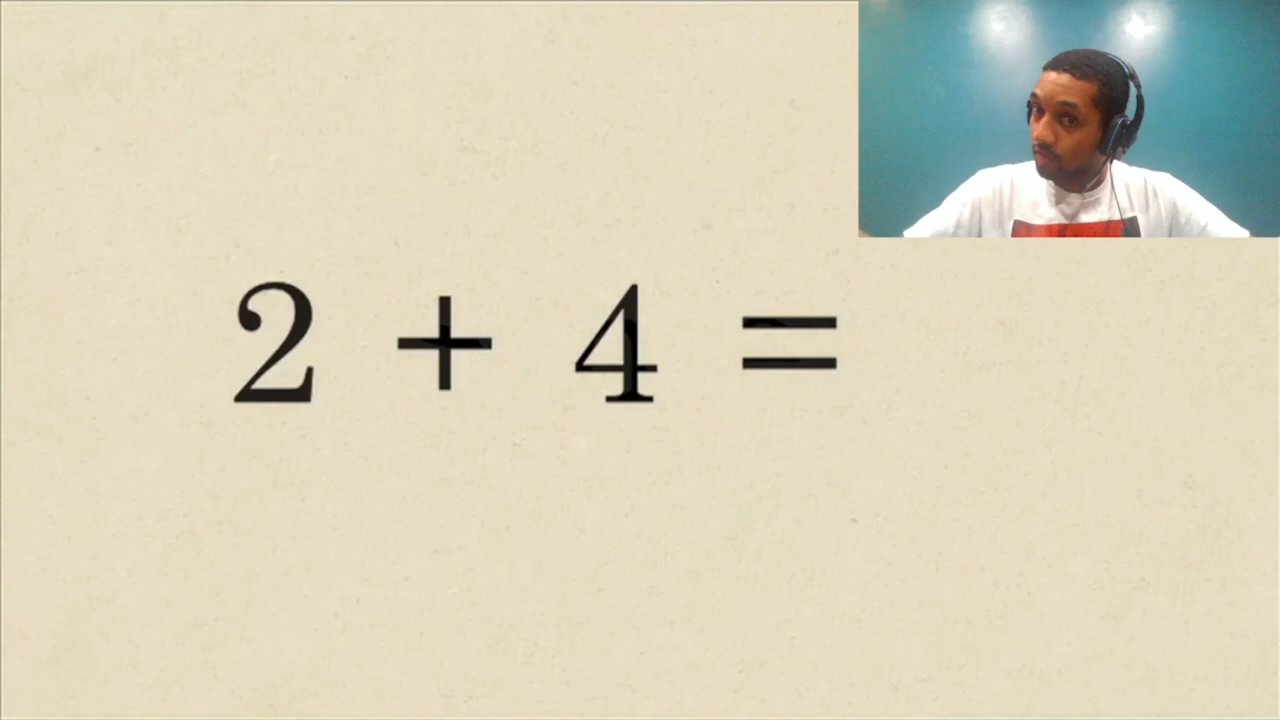 2 + 4 =